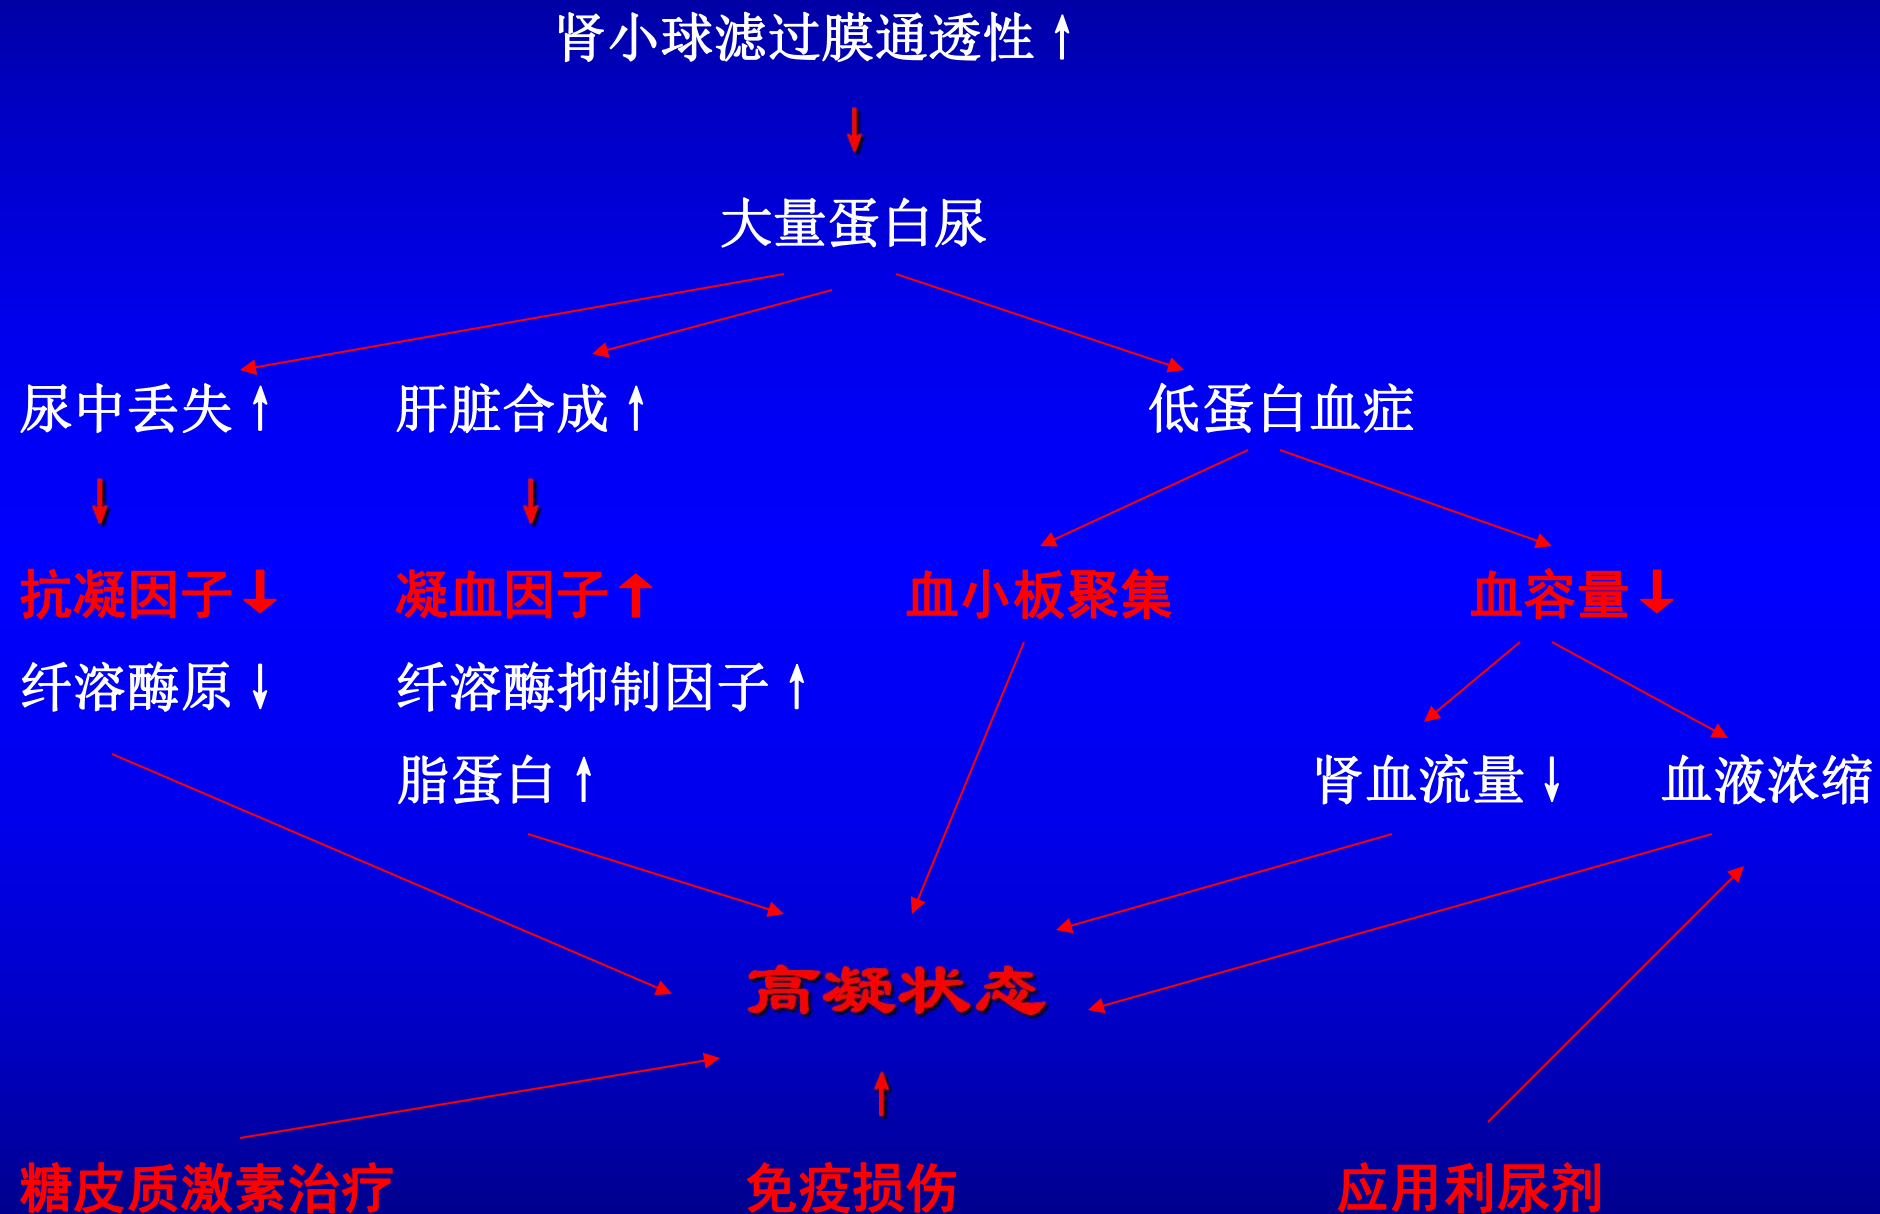 肾小球滤过膜通透性↑
↓
大量蛋白尿
尿中丢失↑ 肝脏合成↑ 低蛋白血症
↓ ↓
抗凝因子↓ 凝血因子↑ 血小板聚集 血容量↓
纤溶酶原↓ 纤溶酶抑制因子↑
脂蛋白↑ 肾血流量↓ 血液浓缩
高凝状态
↑
糖皮质激素治疗 免疫损伤 应用利尿剂